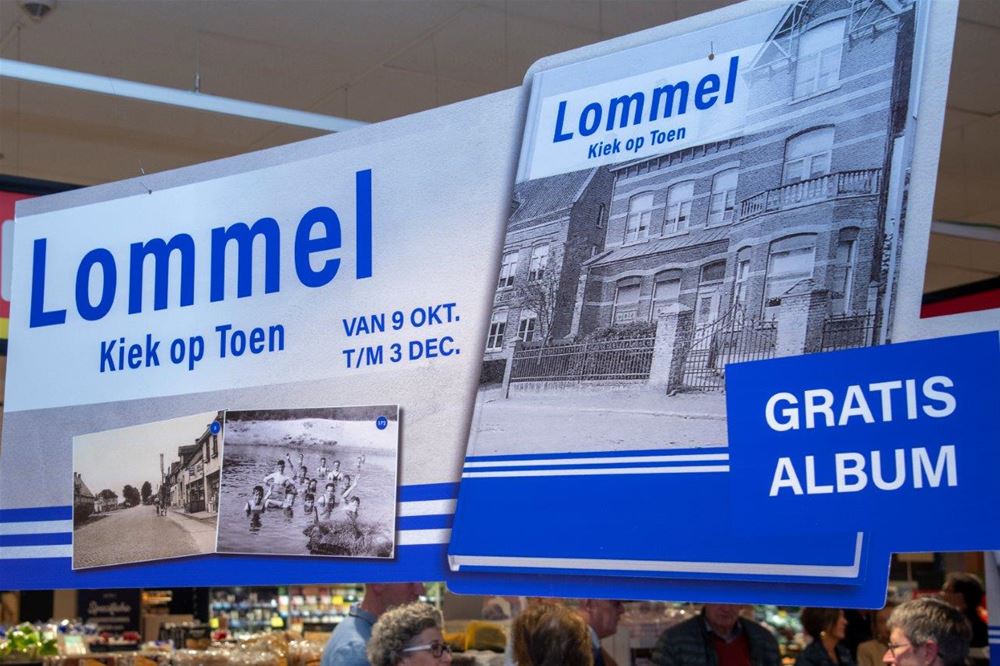 Lommel
Kiek op Toen
VAN 9 OKT.
T/M 3 DEC.
Lommel
Kiek op Toen
GRATIS
ALBUM